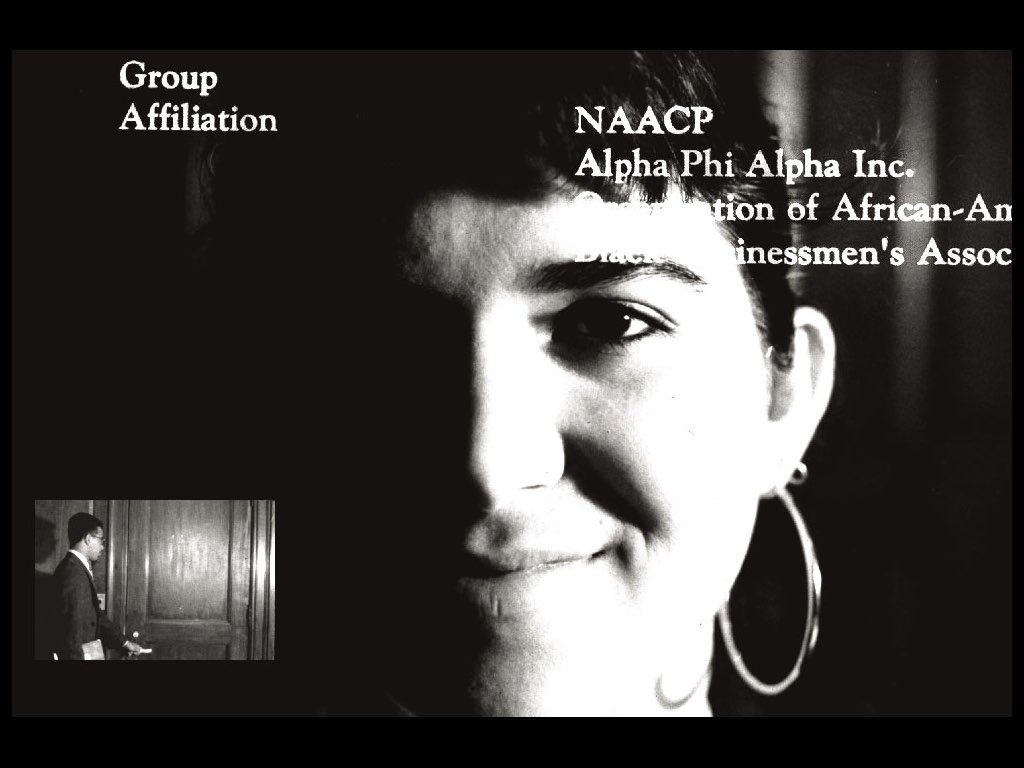 Group
Affiliation
NAACP
Alpha Phi Alpha Inc.
of African-Am
Assoc